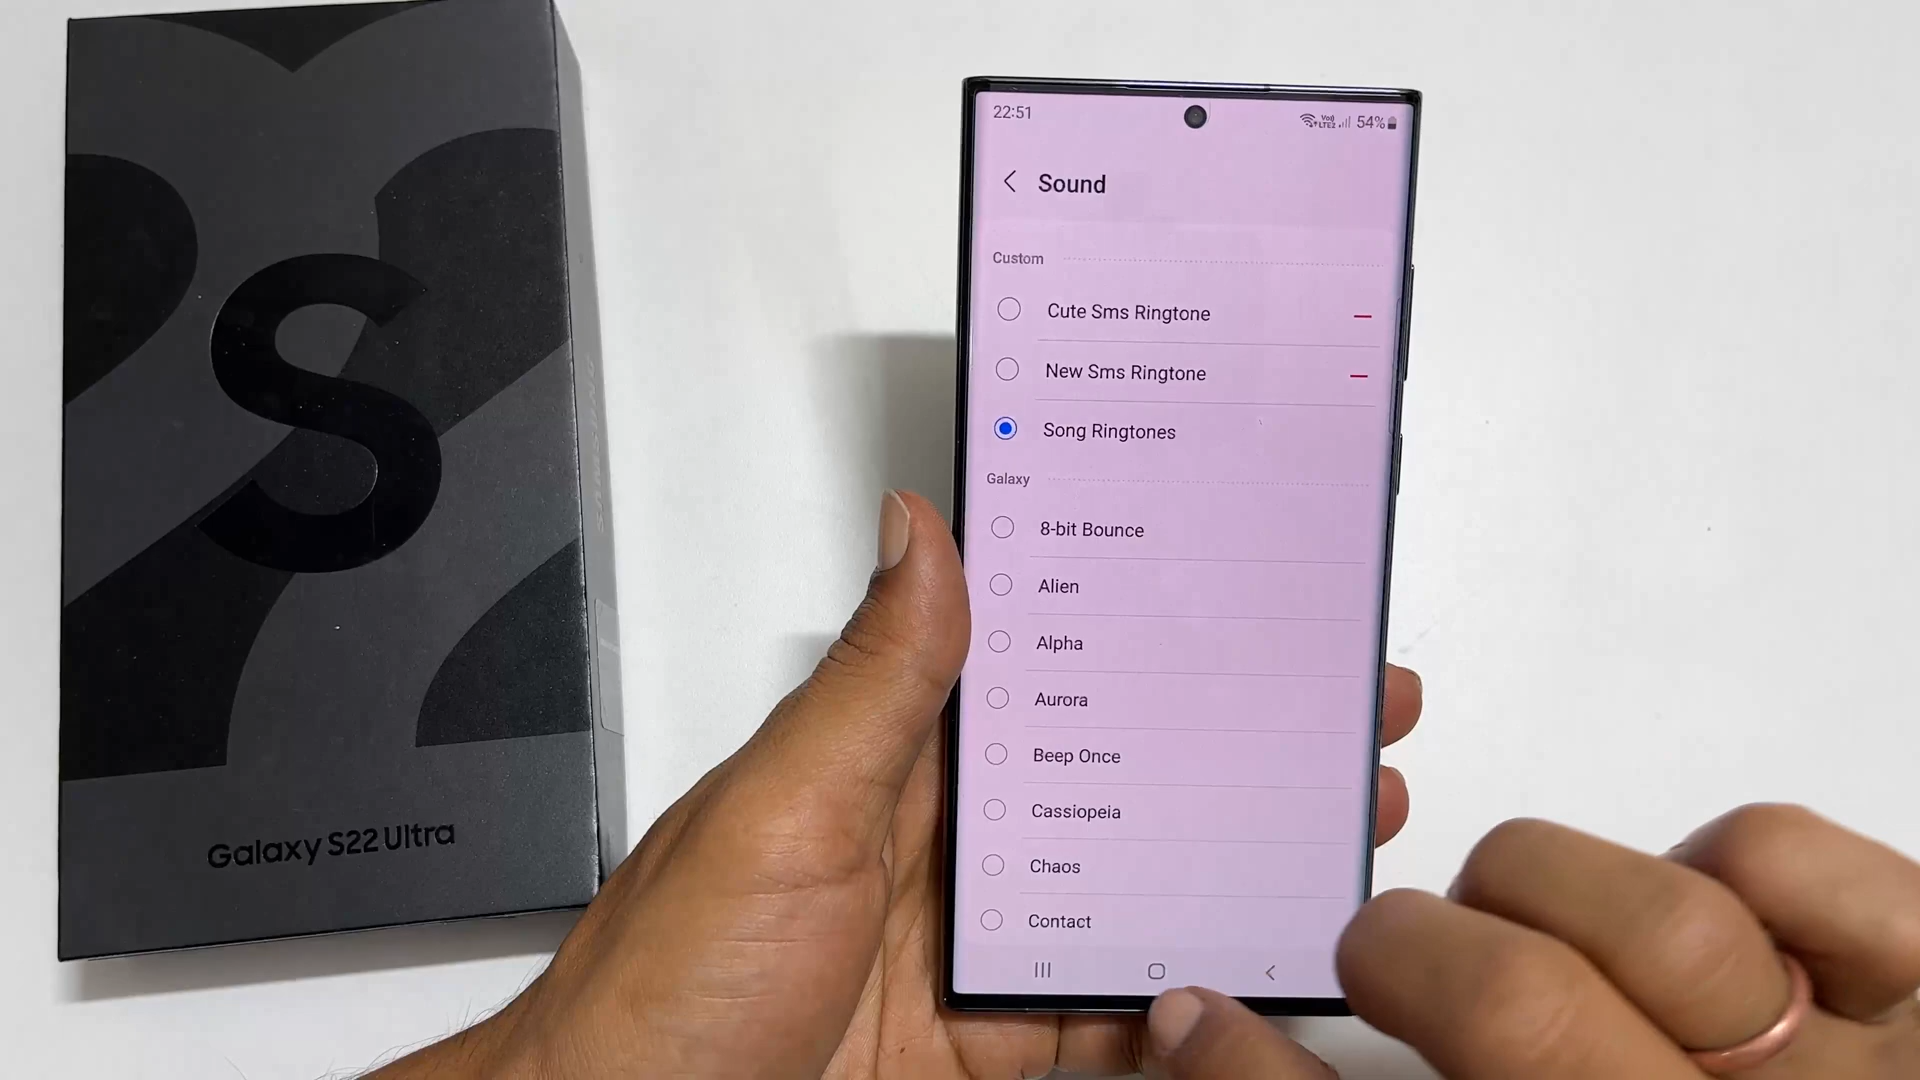 S
Galaxy S22 Ultra
SAMSUNG
22:51
54%
Sound
Custom
Cute Sms Ringtone
New Sms Ringtone
Song Ringtones
Galaxy
8-bit Bounce
Alien
Alpha
Aurora
Beep Once
Cassiopeia
Chaos
Contact